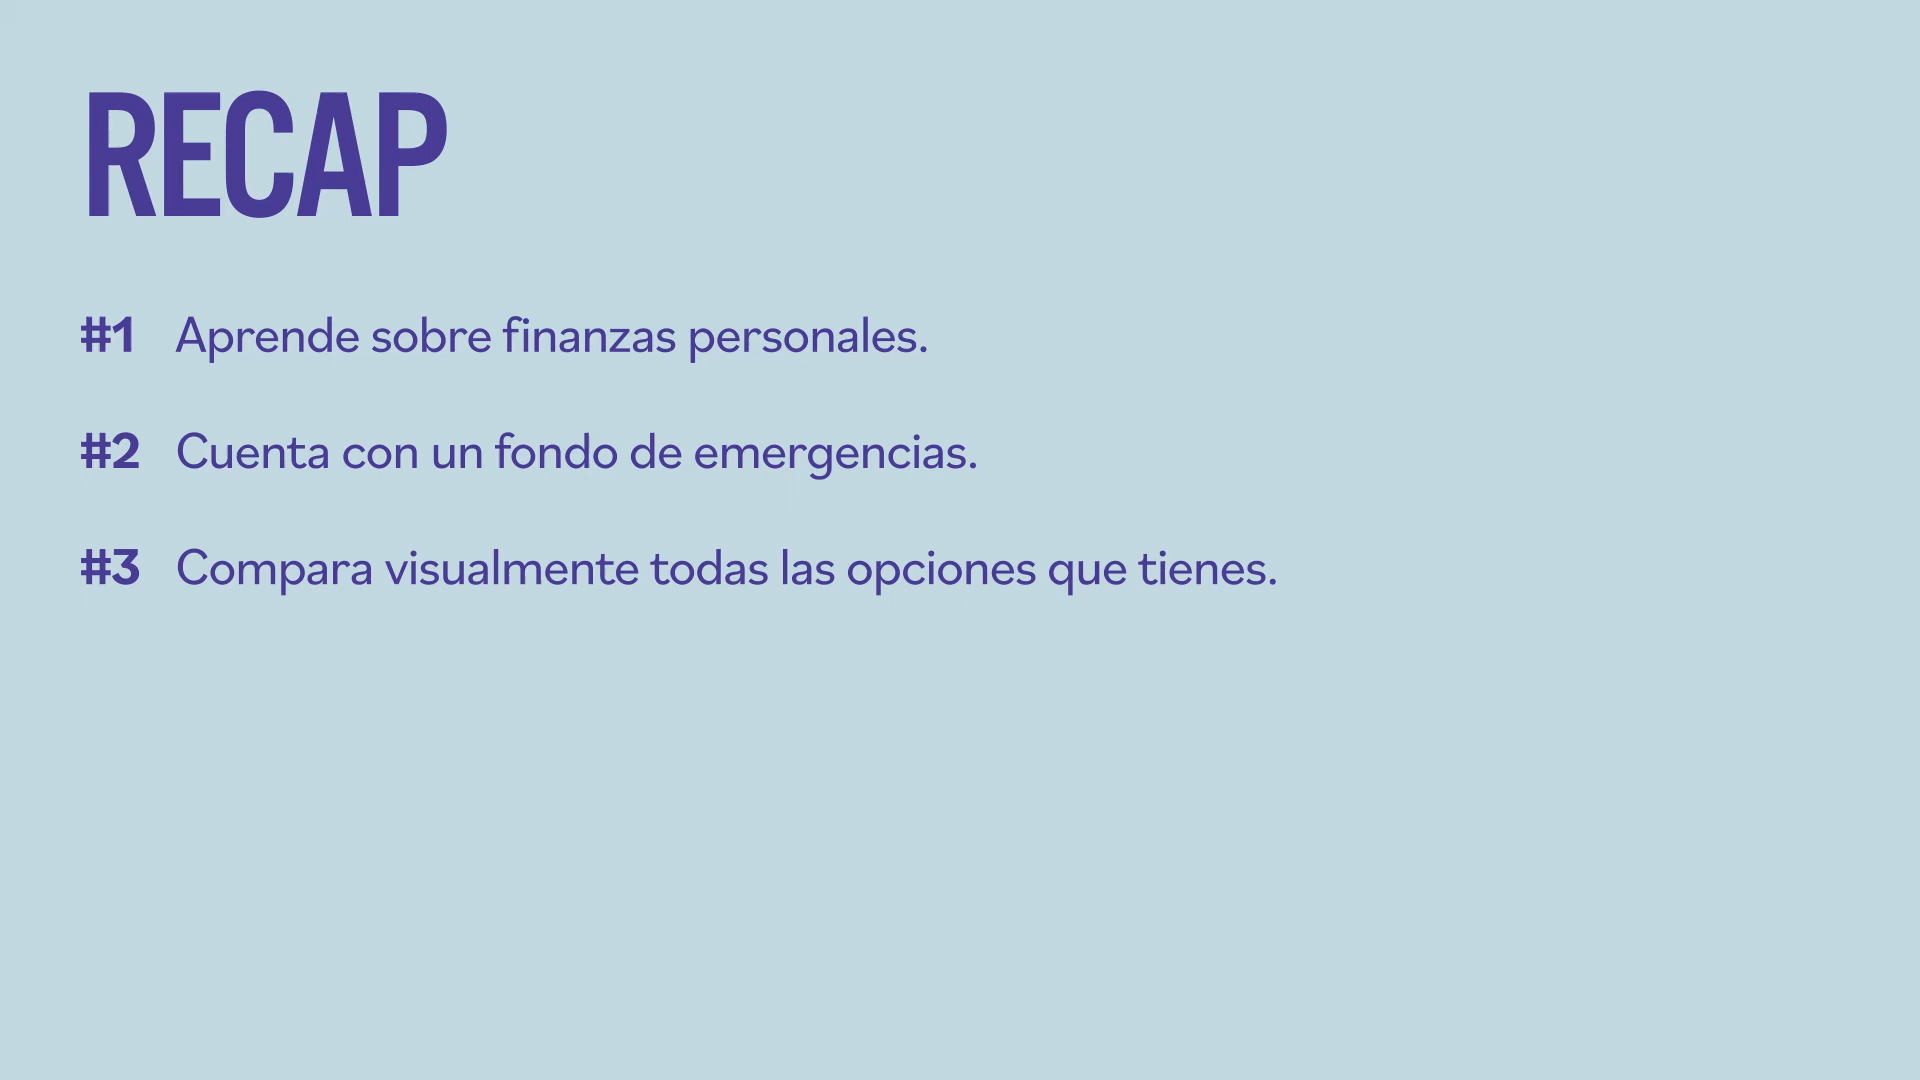 RECAP
#1 Aprende sobre finanzas personales.
#2 Cuenta con un fondo de emergencias.
#3 Compara visualmente todas las opciones que tienes.